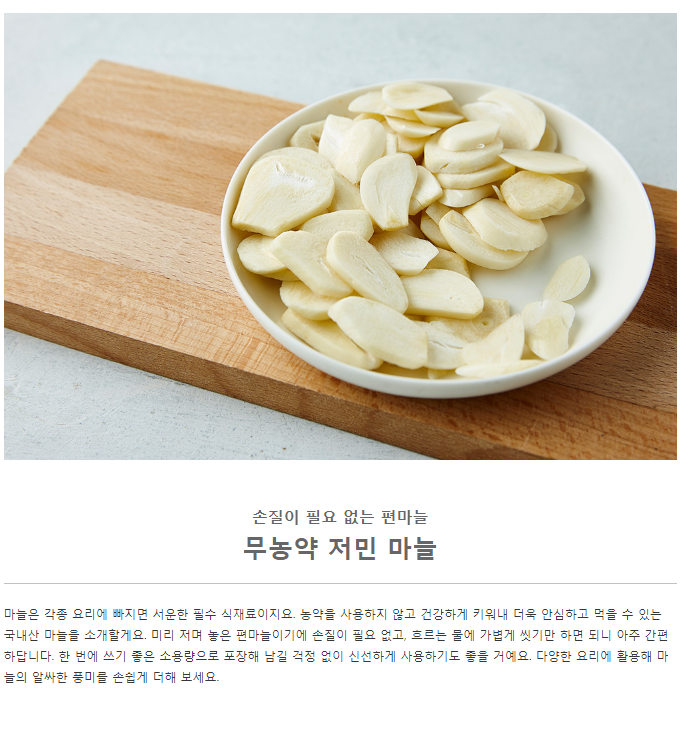 손질이 필요 없는 편마늘
무농약 저민 마늘
마늘은 각종 요리에 빠지면 서운한 필수 식재료이지요. 농약을 사용하지 않고 건강하게 키워내 더욱 안심하고 먹을 수 있는
국내산 마늘을 소개할게요. 미리 저며 놓은 편마늘이기에 손질이 필요 없고, 흐르는 물에 가볍게 씻기만 하면 되니 아주 간편
하답니다. 한 번에 쓰기 좋은 소용량으로 포장해 남길 걱정 없이 신선하게 사용하기도 좋을 거예요. 다양한 요리에 활용해 마
늘의 알싸한 풍미를 손쉽게 더해 보세요.